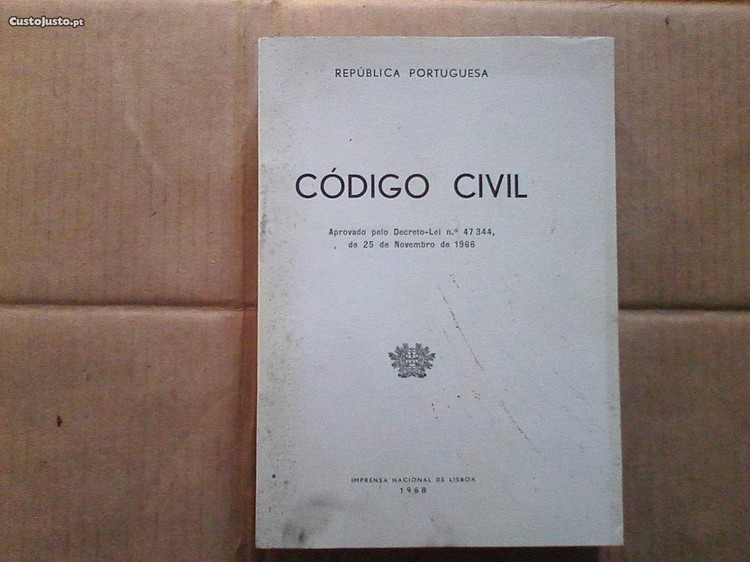 CustoJusto.pt
REPÚBLICA PORTUGUESA
CÓDIGO CIVIL
Aprovado pelo Decreto-Lei n.º 47 344,
de 25 de Novembro de 1966
IMPRENSA NACIONAL DE LISBOA
1968